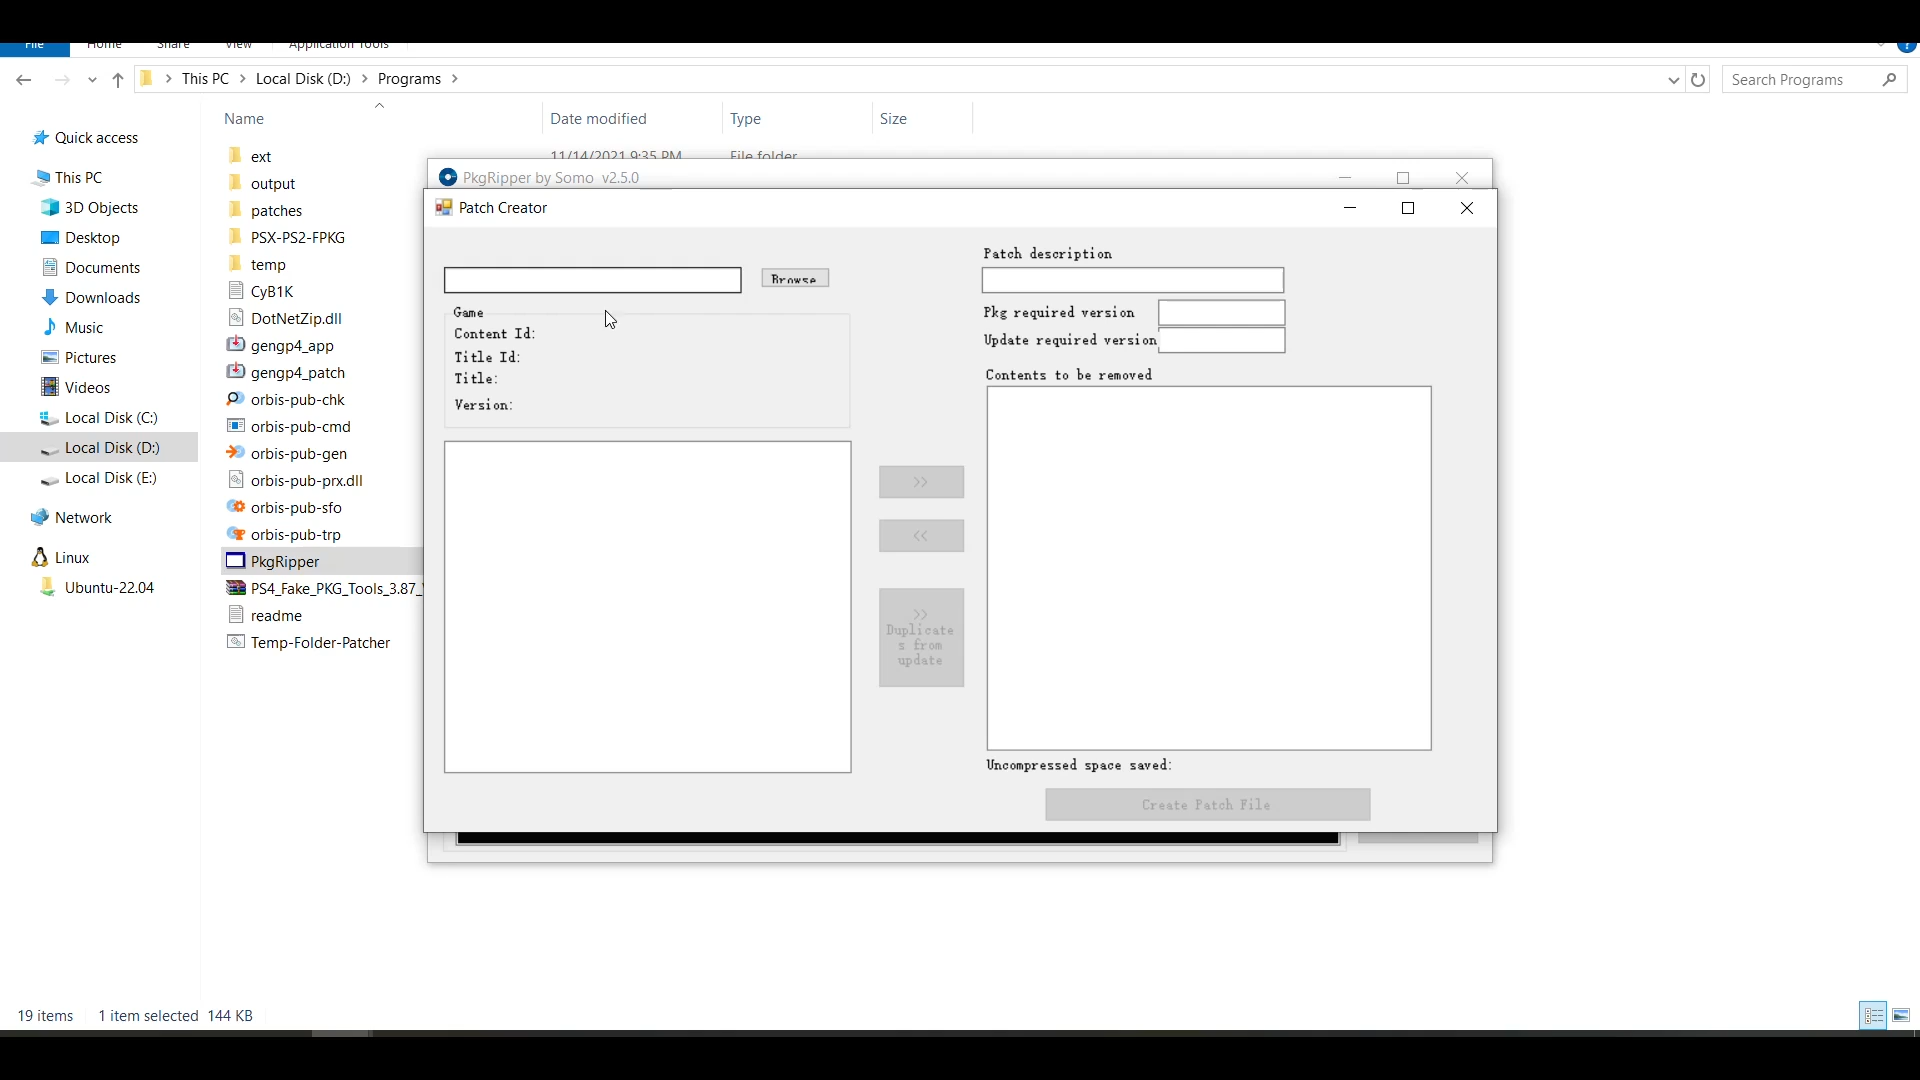 File Home Share View Application Tools
This PC Local Disk (D:) Programs
Search Programs
Name Date modified Type Size
Quick access
This PC
3D Objects
Desktop
Documents
Downloads
Music
Pictures
Videos
Local Disk (C:)
Local Disk (D:)
Local Disk (E:)
Network
Linux
Ubuntu-22.04
ext 11/14/2021 9:35 PM File folder
output
patches
PSX-PS2-FPKG
temp
CyB1K
DotNetZip.dll
gengp4_app
gengp4_patch
orbis-pub-chk
orbis-pub-cmd
orbis-pub-gen
orbis-pub-prx.dll
orbis-pub-sfo
orbis-pub-trp
PkgRipper
PS4_Fake_PKG_Tools_3.87_
readme
Temp-Folder-Patcher
PkgRipper by Somo v2.5.0
Patch Creator
Browse
Game
Content Id:
Title Id:
Title:
Version:
>>
<<
>>
Duplicate
s from
update
Patch description
Pkg required version
Update required version
Contents to be removed
Uncompressed space saved:
Create Patch File
19 items 1 item selected 144 KB